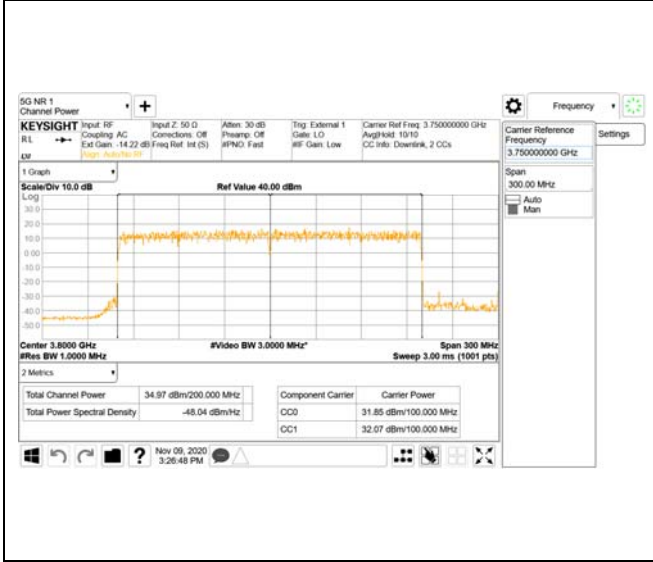 5G NR 1
Channel Power
Frequency
KEYSIGHT
RL
Input: RF
Coupling: AC
Ext Gain: -14.22 dB
Align: Auto/No RF
Input Z: 50 Ω
Corrections: Off
Freq Ref: Int (S)
Atten: 30 dB
Preamp: Off
#PNO: Fast
Trig: External 1
Gate: LO
#IF Gain: Low
Carrier Ref Freq: 3.750000000 GHz
Avg|Hold: 10/10
CC Info: Downlink, 2 CCs
Carrier Reference
Frequency
3.750000000 GHz
Settings
Span
300.00 MHz
Auto
Man
1 Graph
Scale/Div 10.0 dB
Ref Value 40.00 dBm
Log
30.0
20.0
10.0
0.00
-10.0
-20.0
-30.0
-40.0
-50.0
Center 3.8000 GHz
#Video BW 3.0000 MHz*
Span 300 MHz
#Res BW 1.0000 MHz
Sweep 3.00 ms (1001 pts)
2 Metrics
Total Channel Power 34.97 dBm/200.000 MHz
Total Power Spectral Density -48.04 dBm/Hz
Component Carrier Carrier Power
CC0 31.85 dBm/100.000 MHz
CC1 32.07 dBm/100.000 MHz
?
Nov 09, 2020
3:26:48 PM